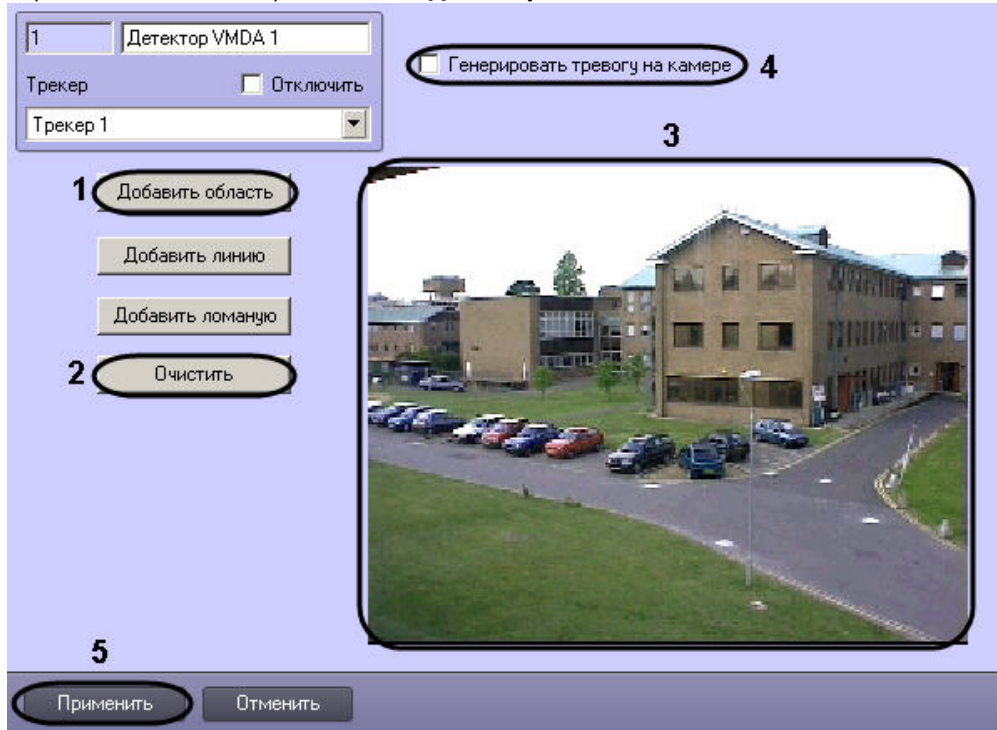 1 Детектор VMDA 1
Трекер Отключить
Трекер 1
Генерировать тревогу на камере 4
3
1 Добавить область
Добавить линию
Добавить ломаную
2 Очистить
5
Применить Отменить